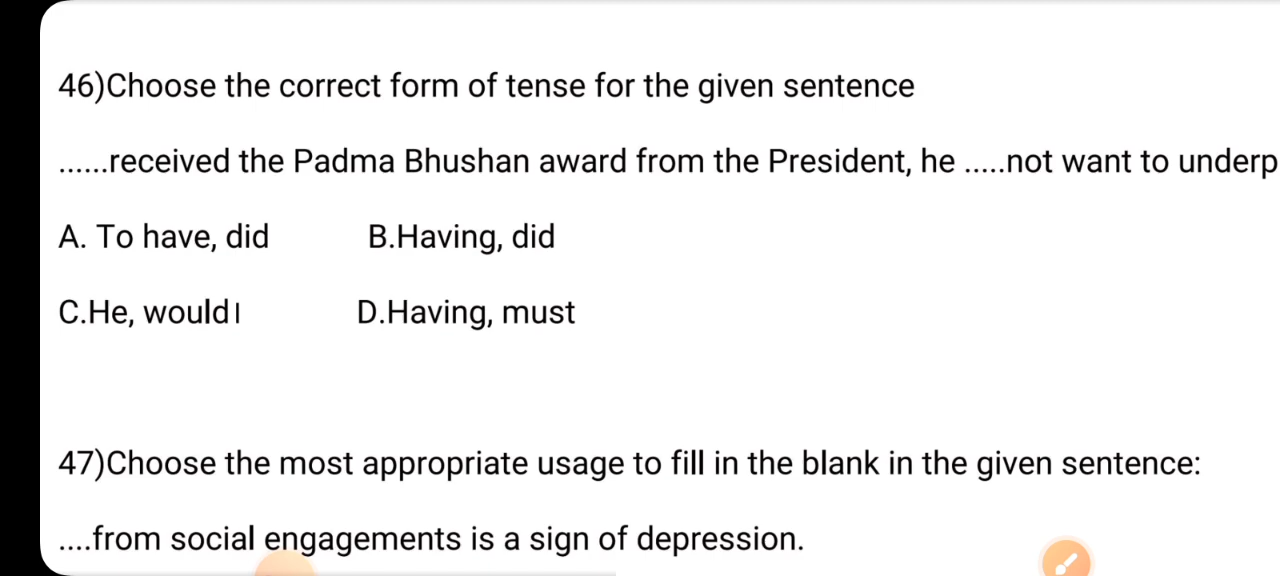 46)Choose the correct form of tense for the given sentence
......received the Padma Bhushan award from the President, he .....not want to underp
A. To have, did B.Having, did
C.He, would D.Having, must
47)Choose the most appropriate usage to fill in the blank in the given sentence:
....from social engagements is a sign of depression.